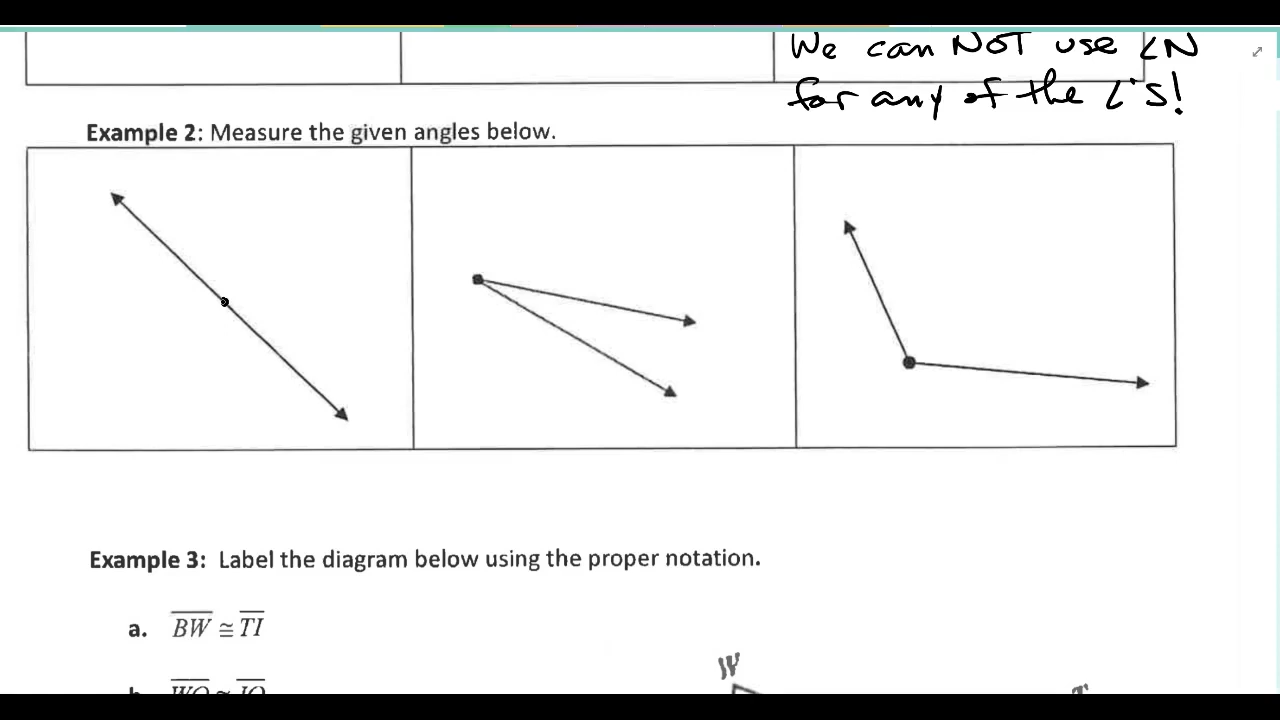 We can NOT use ∠N
for any of the ∠'s!
Example 2: Measure the given angles below.
Example 3: Label the diagram below using the proper notation.
a. BW ≅ TI
W